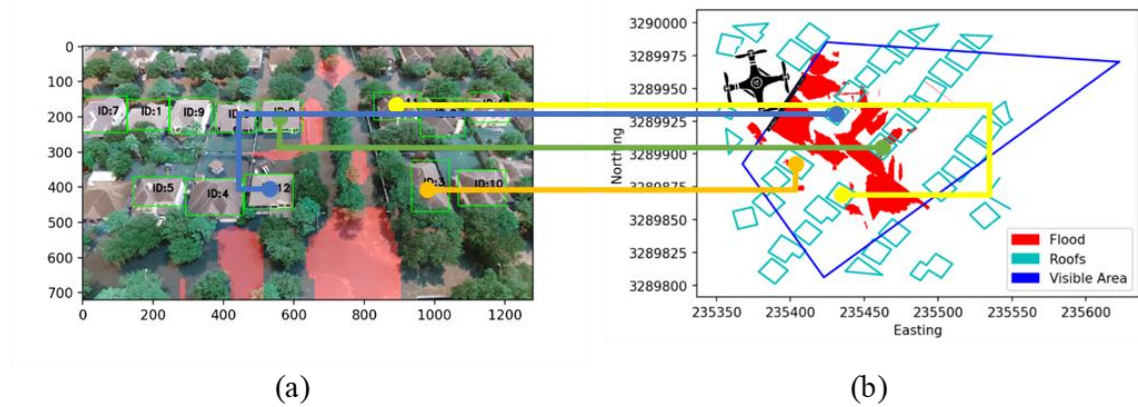 0
100
200
300
400
500
600
700
0 200 400 600 800 1000 1200
ID:7 ID:1 ID:9
ID:5 ID:4 12
ID:3 ID:10
(a)
3290000
3289975
3289950
3289925
3289900
3289875
3289850
3289825
3289800
Northing
235350 235400 235450 235500 235550 235600
Easting
Flood
Roofs
Visible Area
(b)